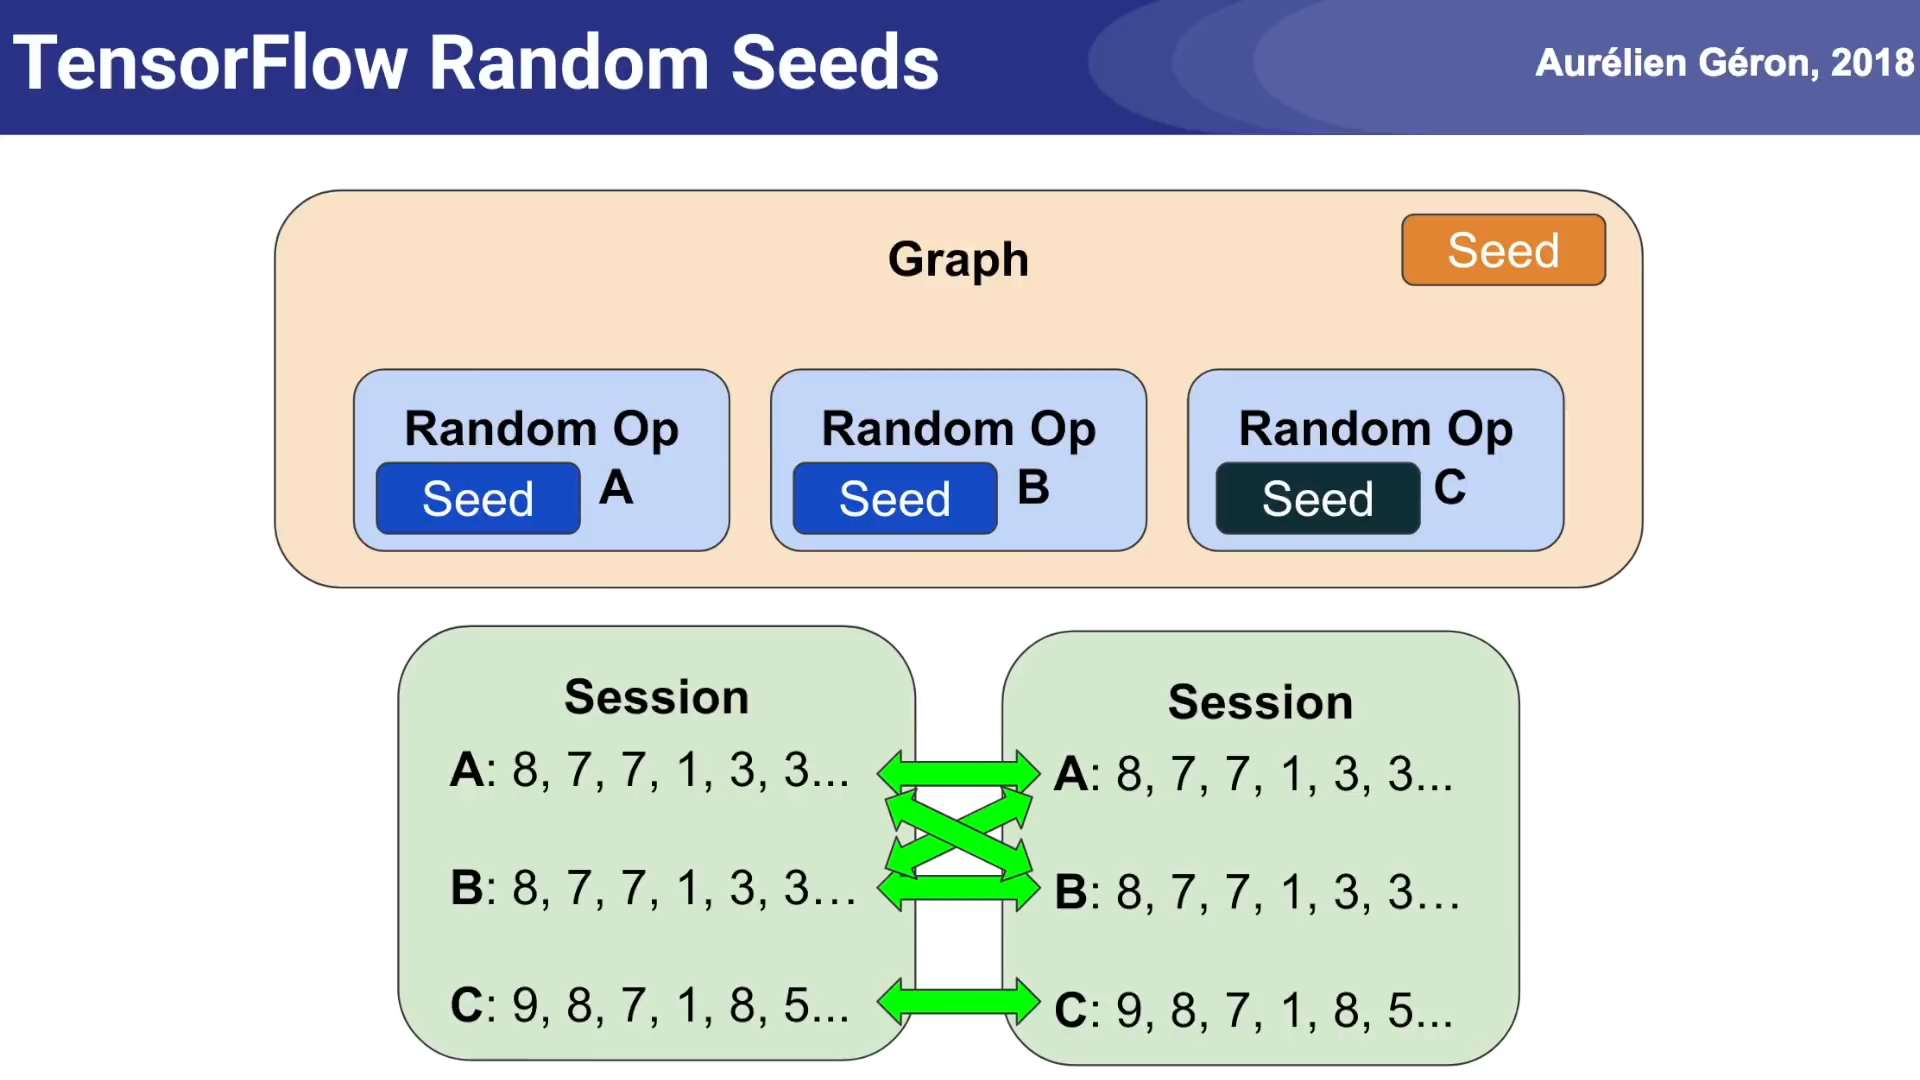 TensorFlow Random Seeds
Aurélien Géron, 2018
Graph
Seed
Random Op
Seed A
Random Op
Seed B
Random Op
Seed C
Session
A: 8, 7, 7, 1, 3, 3...
B: 8, 7, 7, 1, 3, 3…
C: 9, 8, 7, 1, 8, 5...
Session
A: 8, 7, 7, 1, 3, 3...
B: 8, 7, 7, 1, 3, 3…
C: 9, 8, 7, 1, 8, 5...